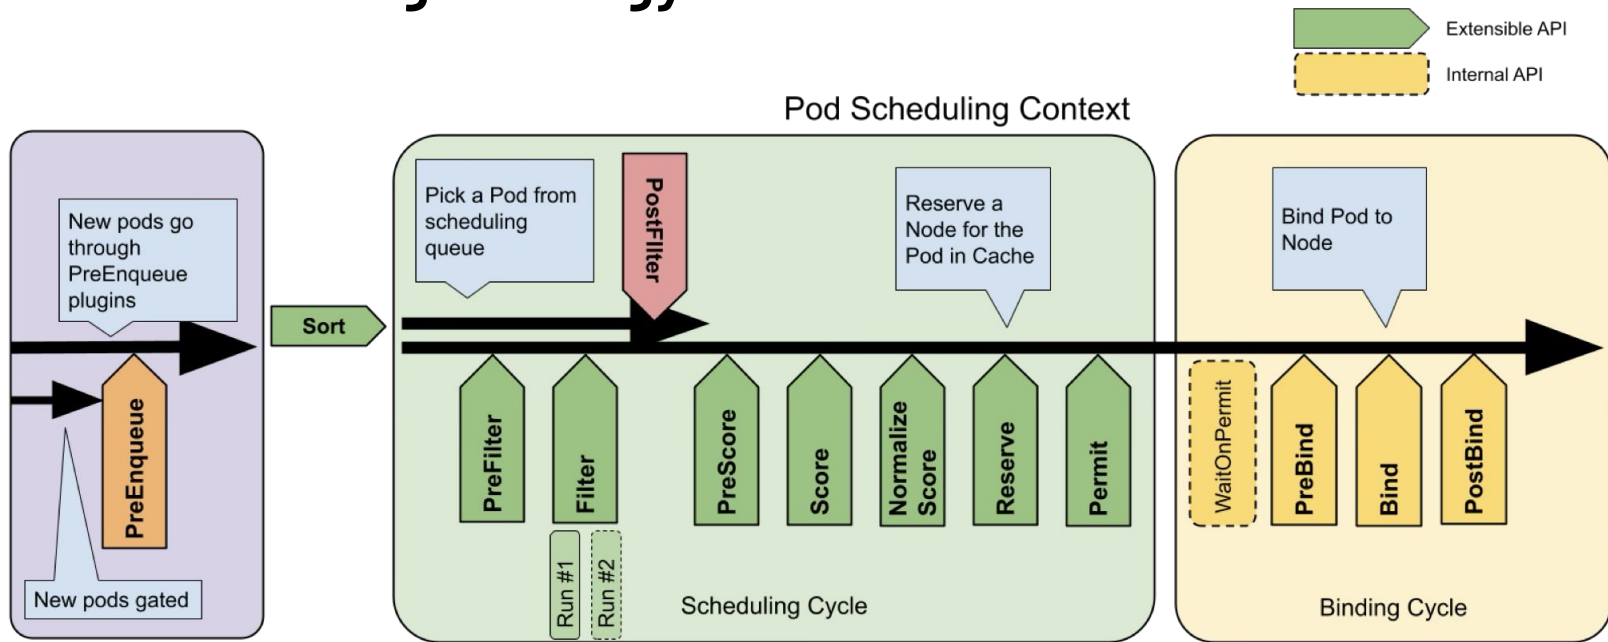 Extensible API
Internal API
Pod Scheduling Context
New pods go
through
PreEnqueue
plugins
PreEnqueue
New pods gated
Sort
Pick a Pod from
scheduling
queue
PostFIlter
Reserve a
Node for the
Pod in Cache
PreFilter
Filter
Run #1
Run #2
PreScore
Score
Normalize
Score
Reserve
Permit
Scheduling Cycle
Bind Pod to
Node
WaitOnPermit
PreBind
Bind
PostBind
Binding Cycle